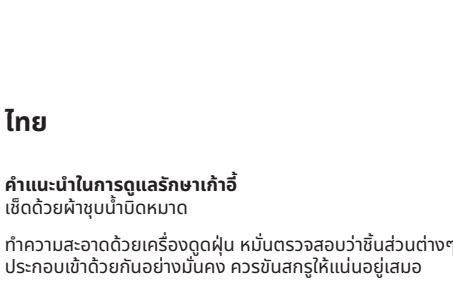 ไทย
คำแนะนำในการดูแลรักษาเก้าอี้
เช็ดด้วยผ้าชุบน้ำบิดหมาด
ทำความสะอาดด้วยเครื่องดูดฝุ่น หมั่นตรวจสอบว่าชิ้นส่วนต่างๆ
ประกอบเข้าด้วยกันอย่างมั่นคง ควรขันสกรูให้แน่นอยู่เสมอ